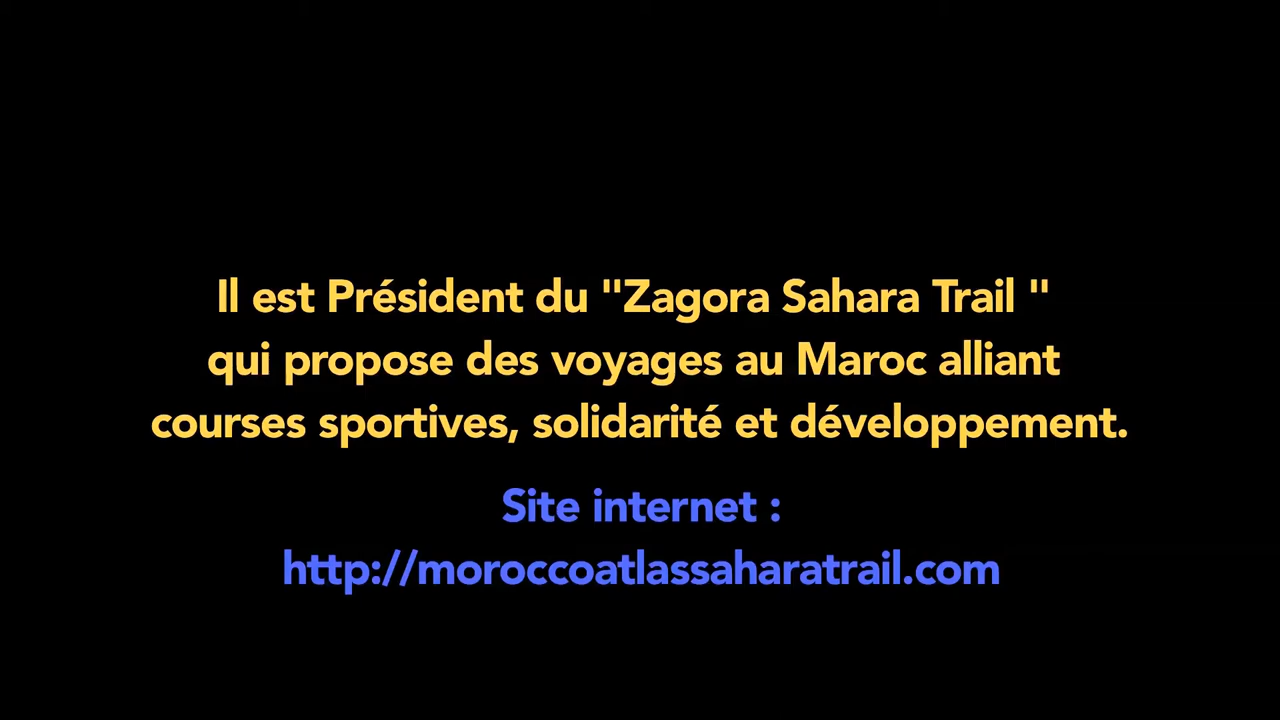 Il est Président du "Zagora Sahara Trail "
qui propose des voyages au Maroc alliant
courses sportives, solidarité et développement.
Site internet :
http://moroccoatlassaharatrail.com